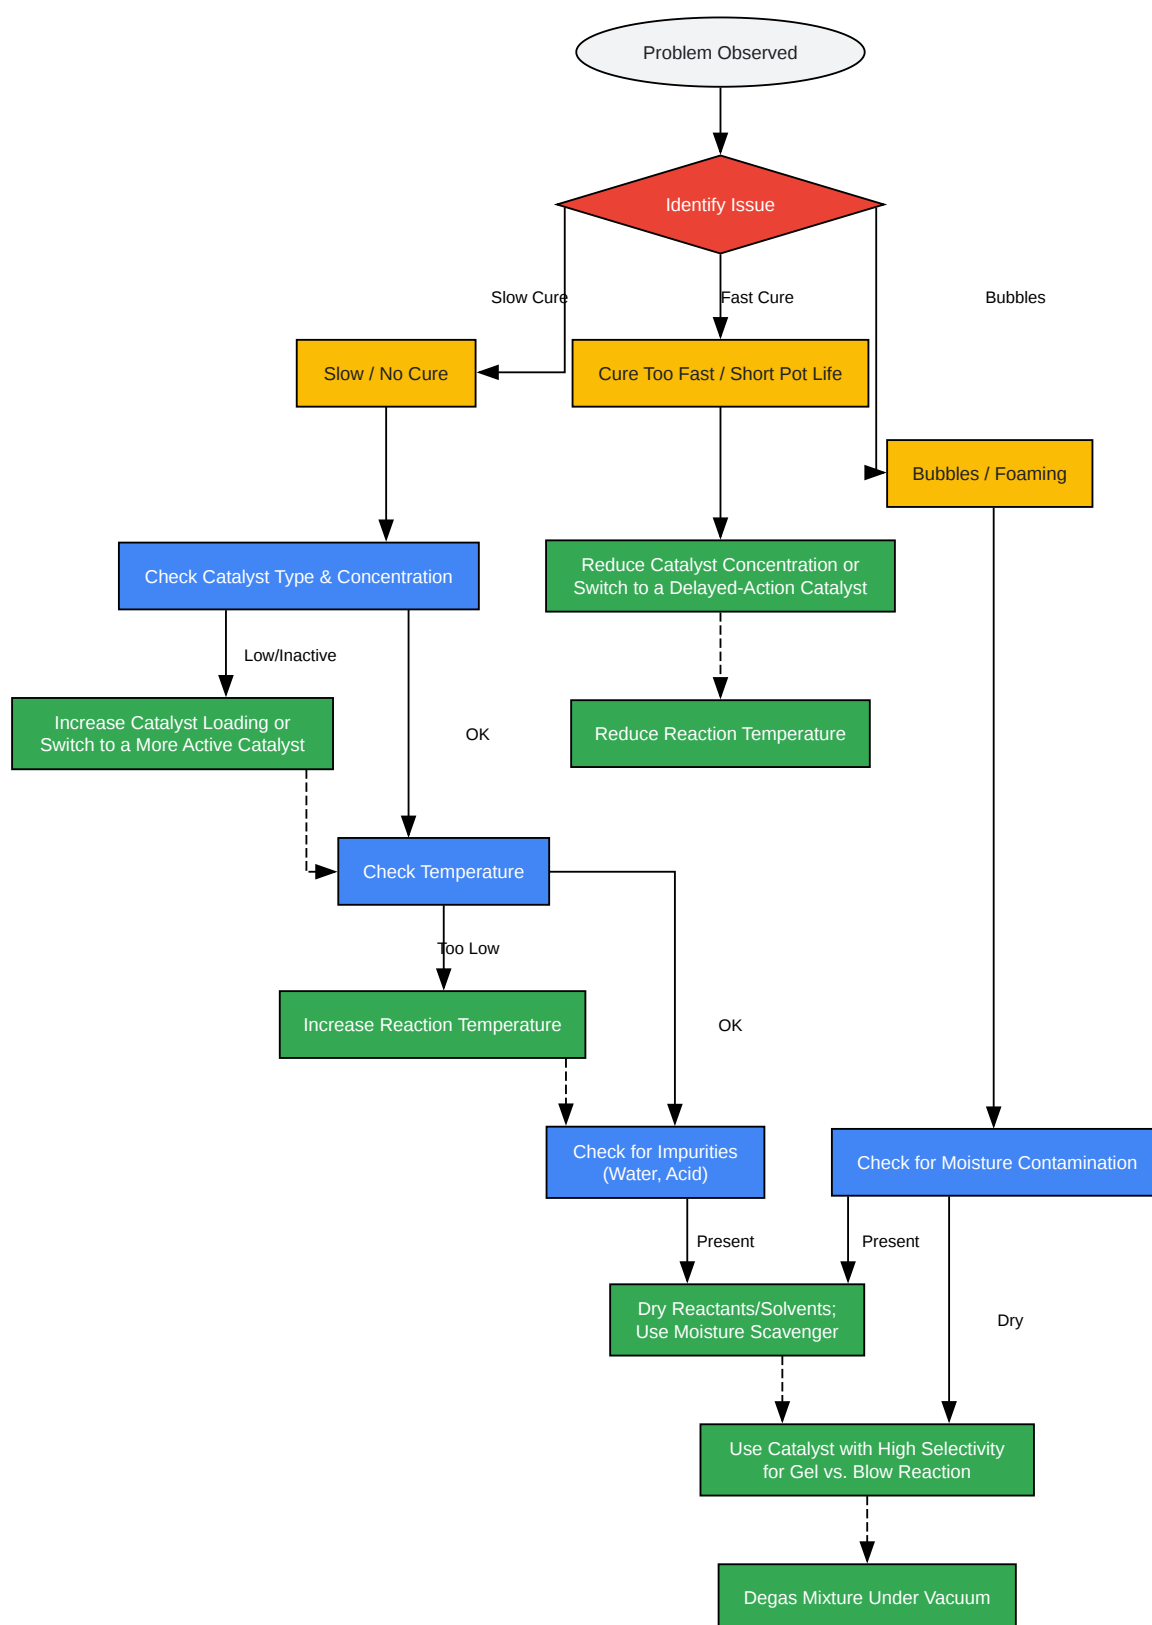 Problem Observed
Identify Issue
Slow Cure
Fast Cure
Bubbles
Slow / No Cure
Cure Too Fast / Short Pot Life
Bubbles / Foaming
Check Catalyst Type & Concentration
Reduce Catalyst Concentration or
Switch to a Delayed-Action Catalyst
Low/Inactive
Increase Catalyst Loading or
Switch to a More Active Catalyst
OK
Reduce Reaction Temperature
Check Temperature
Too Low
Increase Reaction Temperature
OK
Check for Impurities
(Water, Acid)
Check for Moisture Contamination
Present
Present
Dry Reactants/Solvents;
Use Moisture Scavenger
Dry
Use Catalyst with High Selectivity
for Gel vs. Blow Reaction
Degas Mixture Under Vacuum